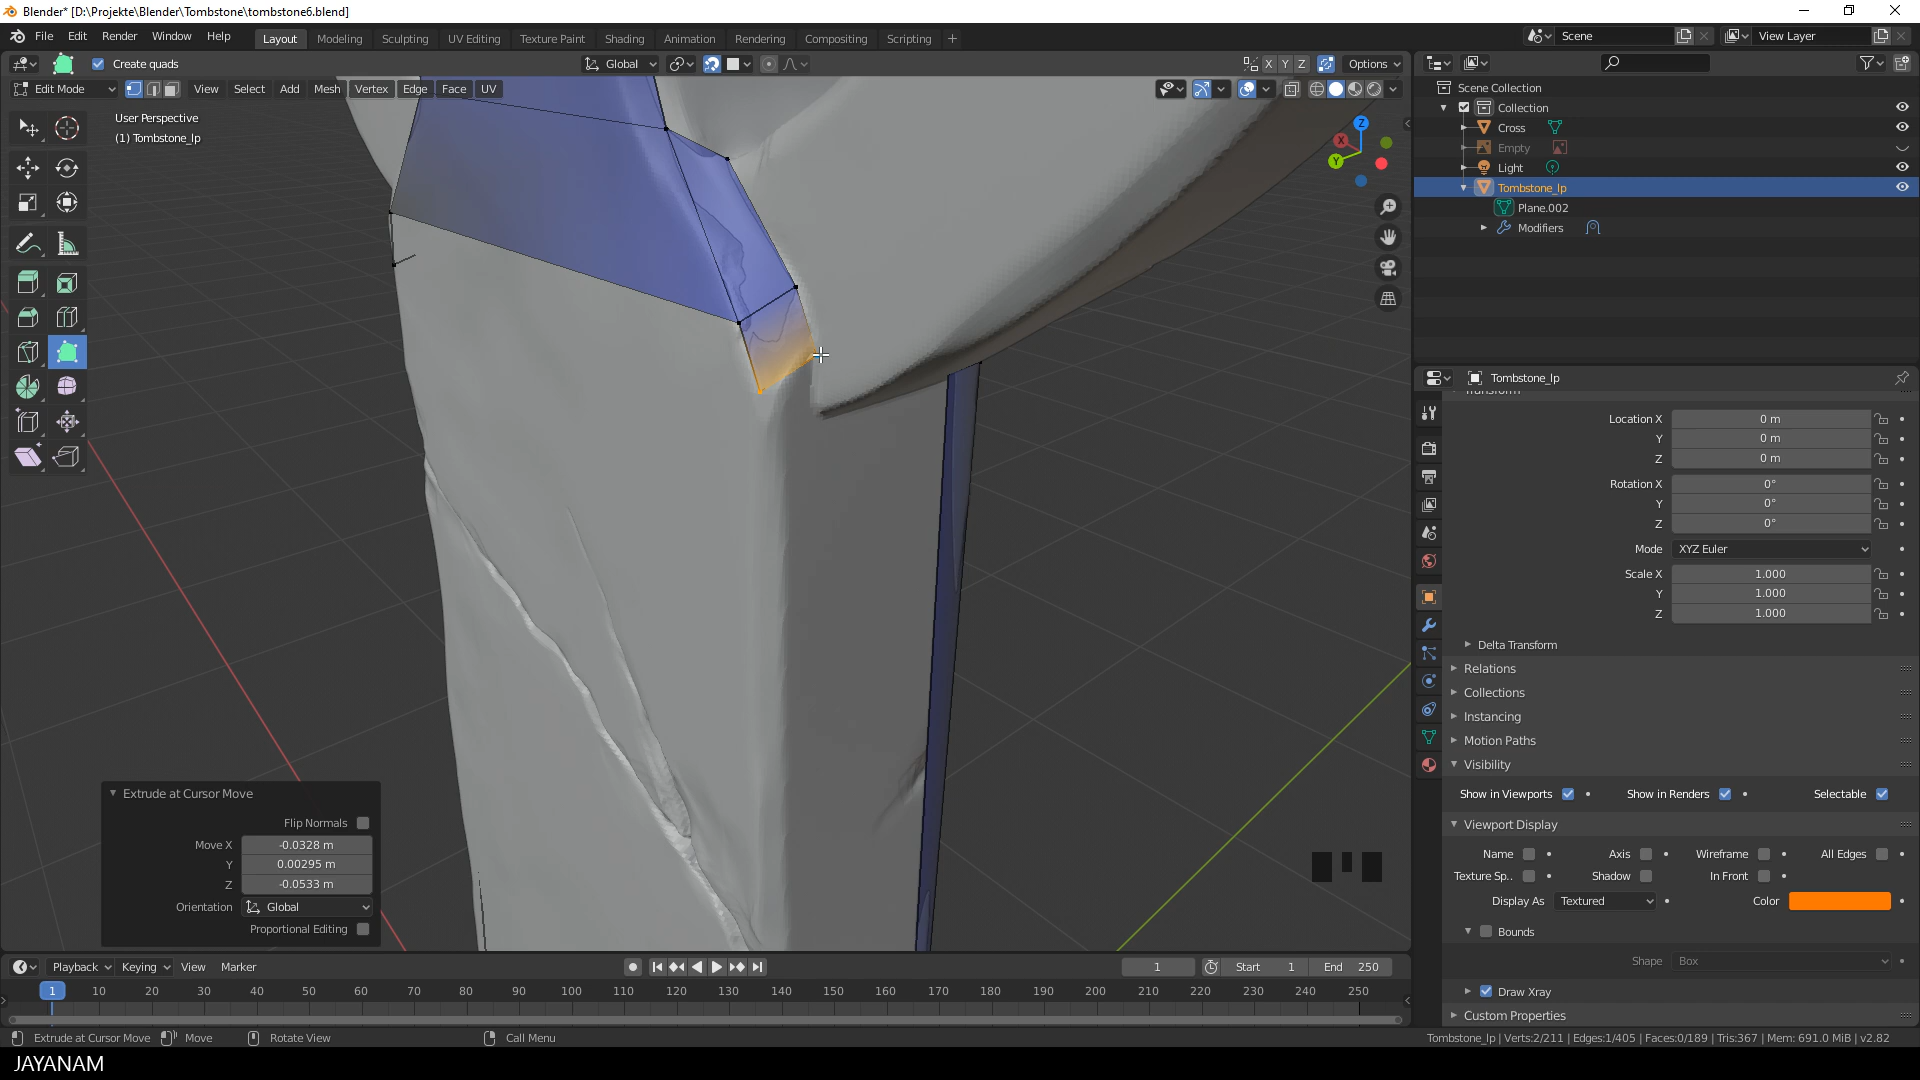 Blender* [D:\Projekte\Blender\Tombstone\tombstone6.blend]
File Edit Render Window Help Layout Modeling Sculpting UV Editing Texture Paint Shading Animation Rendering Compositing Scripting + Scene View Layer
Create quads Global X Y Z Options
Edit Mode View Select Add Mesh Vertex Edge Face UV
User Perspective
(1) Tombstone_lp
Z
X
Y
Scene Collection
Collection
Cross
Empty
Light
Tombstone_lp
Plane.002
Modifiers
Tombstone_lp
Location X 0 m
Y 0 m
Z 0 m
Rotation X 0°
Y 0°
Z 0°
Mode XYZ Euler
Scale X 1.000
Y 1.000
Z 1.000
Delta Transform
Relations
Collections
Instancing
Motion Paths
Visibility
Show in Viewports Show in Renders Selectable
Viewport Display
Name Axis Wireframe All Edges
Texture Sp.. Shadow In Front
Display As Textured Color
Bounds
Shape Box
Draw Xray
Custom Properties
Extrude at Cursor Move
Flip Normals
Move X -0.0328 m
Y 0.00295 m
Z -0.0533 m
Orientation Global
Proportional Editing
Playback Keying View Marker 1 Start 1 End 250
1 10 20 30 40 50 60 70 80 90 100 110 120 130 140 150 160 170 180 190 200 210 220 230 240 250
Extrude at Cursor Move Move Rotate View Call Menu Tombstone_lp | Verts:2/211 | Edges:1/405 | Faces:0/189 | Tris:367 | Mem: 691.0 MiB | v2.82
JAYANAM